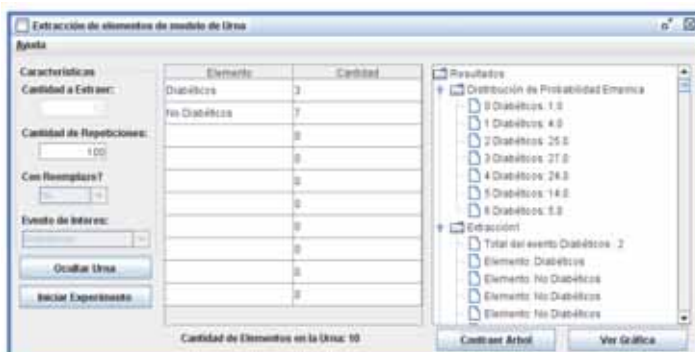 Extracción de elementos de modelo de Urna
Ayuda
Características
Cantidad a Extraer:
Cantidad de Repeticiones:
100
Con Reemplazo?
Evento de Interes:
Ocultar Urna
Iniciar Experimento
Elemento Cantidad
Diabéticos 3
No Diabéticos 7
0
0
0
0
0
0
0
0
Cantidad de Elementos en la Urna: 10
Resultados
Distribución de Probabilidad Empirica
0 Diabéticos: 1.0
1 Diabéticos: 4.0
2 Diabéticos: 25.0
3 Diabéticos: 27.0
4 Diabéticos: 24.0
5 Diabéticos: 14.0
6 Diabéticos: 5.0
Extracción1
Total del evento Diabéticos: 2
Elemento: Diabéticos
Elemento: No Diabéticos
Elemento: No Diabéticos
Elemento: No Diabéticos
Contraer Arbol
Ver Gráfica